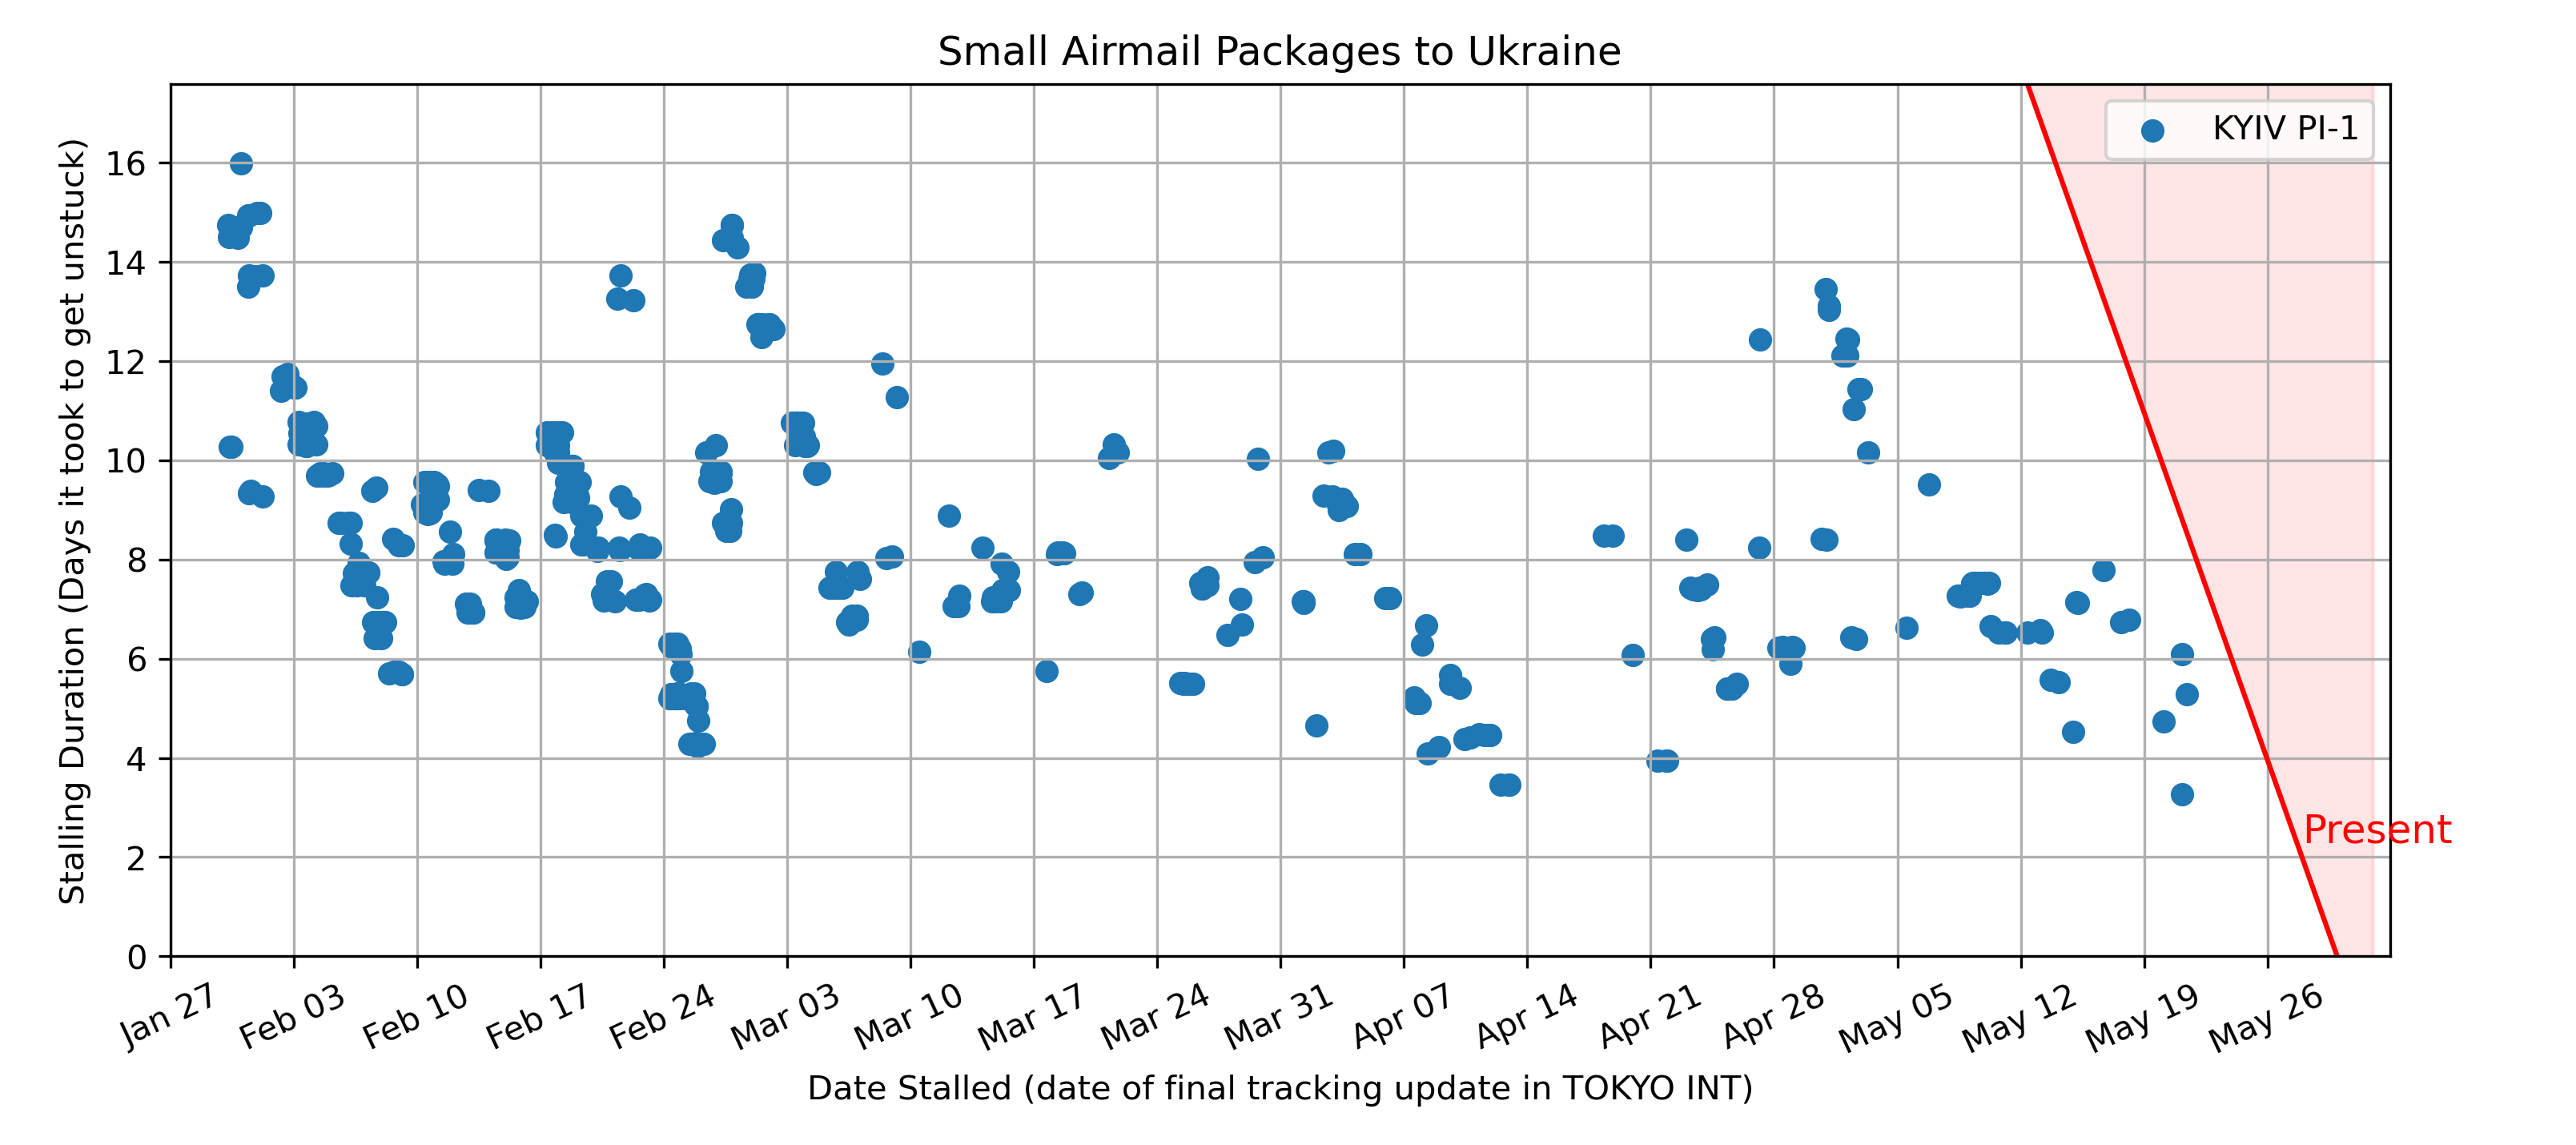 Small Airmail Packages to Ukraine
KYIV PI-1
Stalling Duration (Days it took to get unstuck)
16
14
12
10
8
6
4
2
0
Present
Jan 27
Feb 03
Feb 10
Feb 17
Feb 24
Mar 03
Mar 10
Mar 17
Mar 24
Mar 31
Apr 07
Apr 14
Apr 21
Apr 28
May 05
May 12
May 19
May 26
Date Stalled (date of final tracking update in TOKYO INT)